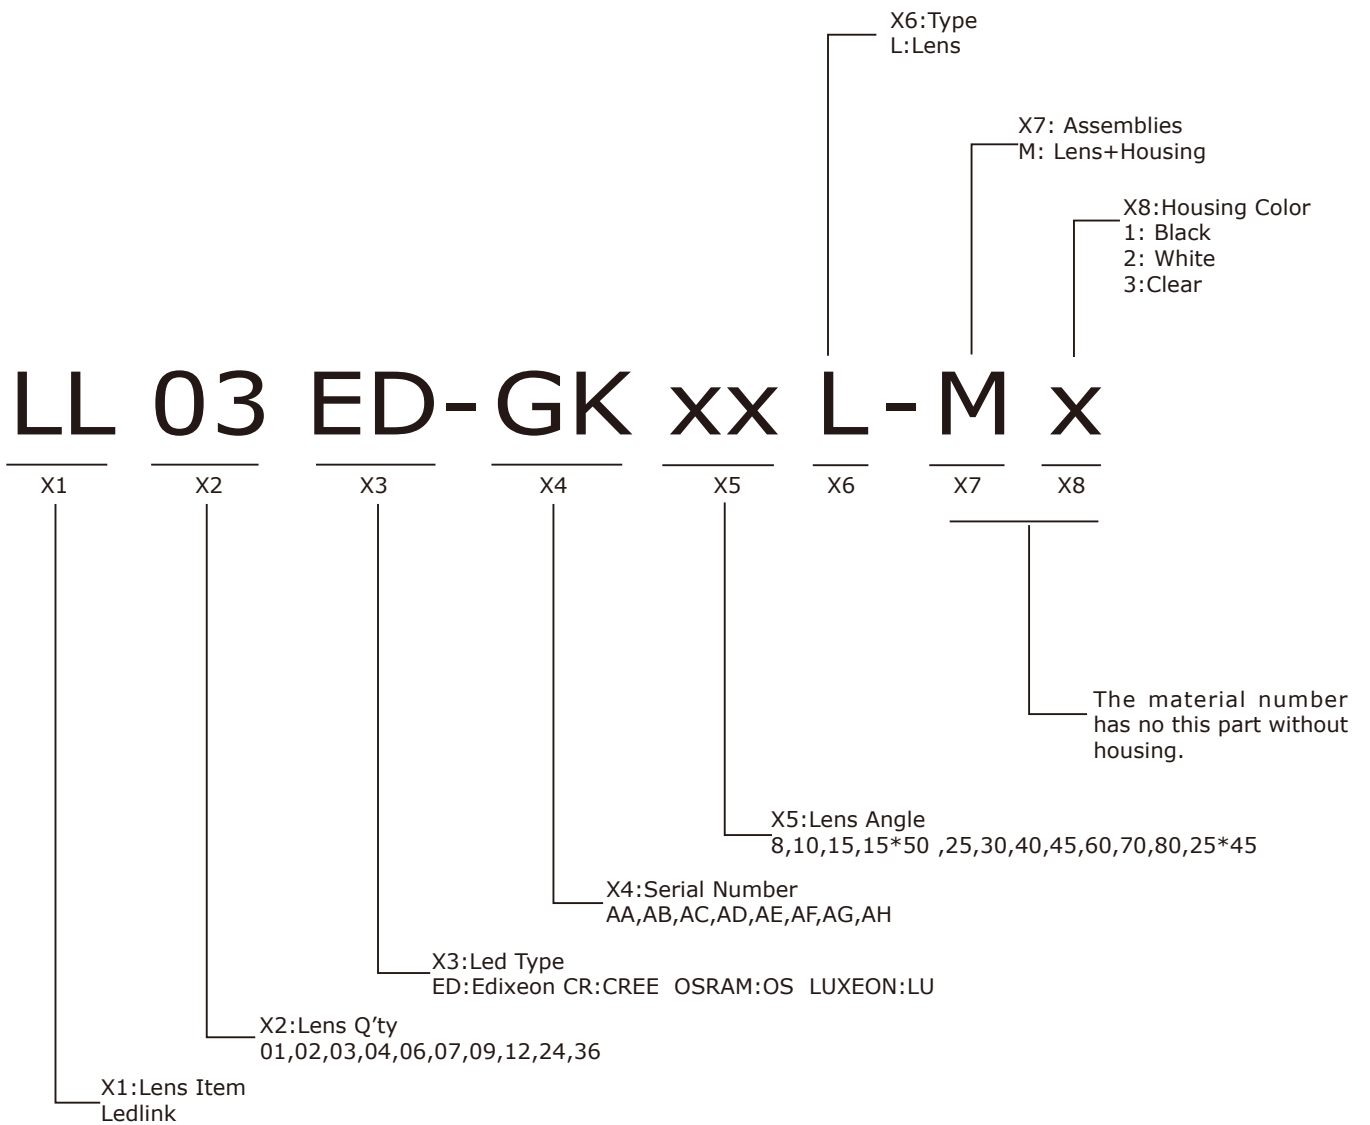 X6:Type
L:Lens
X7: Assemblies
M: Lens+Housing
X8:Housing Color
1: Black
2: White
3:Clear
LL 03 ED-GK xx L-M x
X1 X2 X3 X4 X5 X6 X7 X8
The material number
has no this part without
housing.
X5:Lens Angle
8,10,15,15*50 ,25,30,40,45,60,70,80,25*45
X4:Serial Number
AA,AB,AC,AD,AE,AF,AG,AH
X3:Led Type
ED:Edixeon CR:CREE OSRAM:OS LUXEON:LU
X2:Lens Q’ty
01,02,03,04,06,07,09,12,24,36
X1:Lens Item
Ledlink